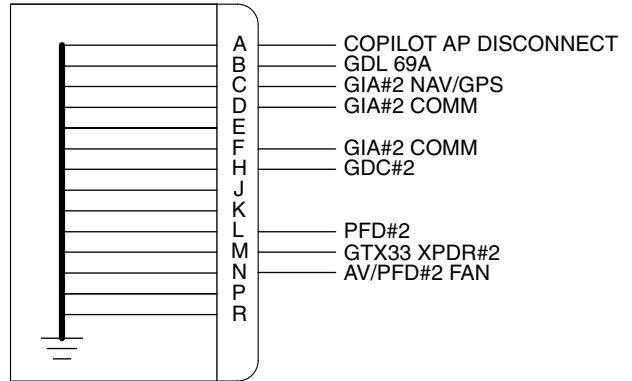 A COPILOT AP DISCONNECT
B GDL 69A
C GIA#2 NAV/GPS
D GIA#2 COMM
E
F GIA#2 COMM
H GDC#2
J
K
L PFD#2
M GTX33 XPDR#2
N AV/PFD#2 FAN
P
R